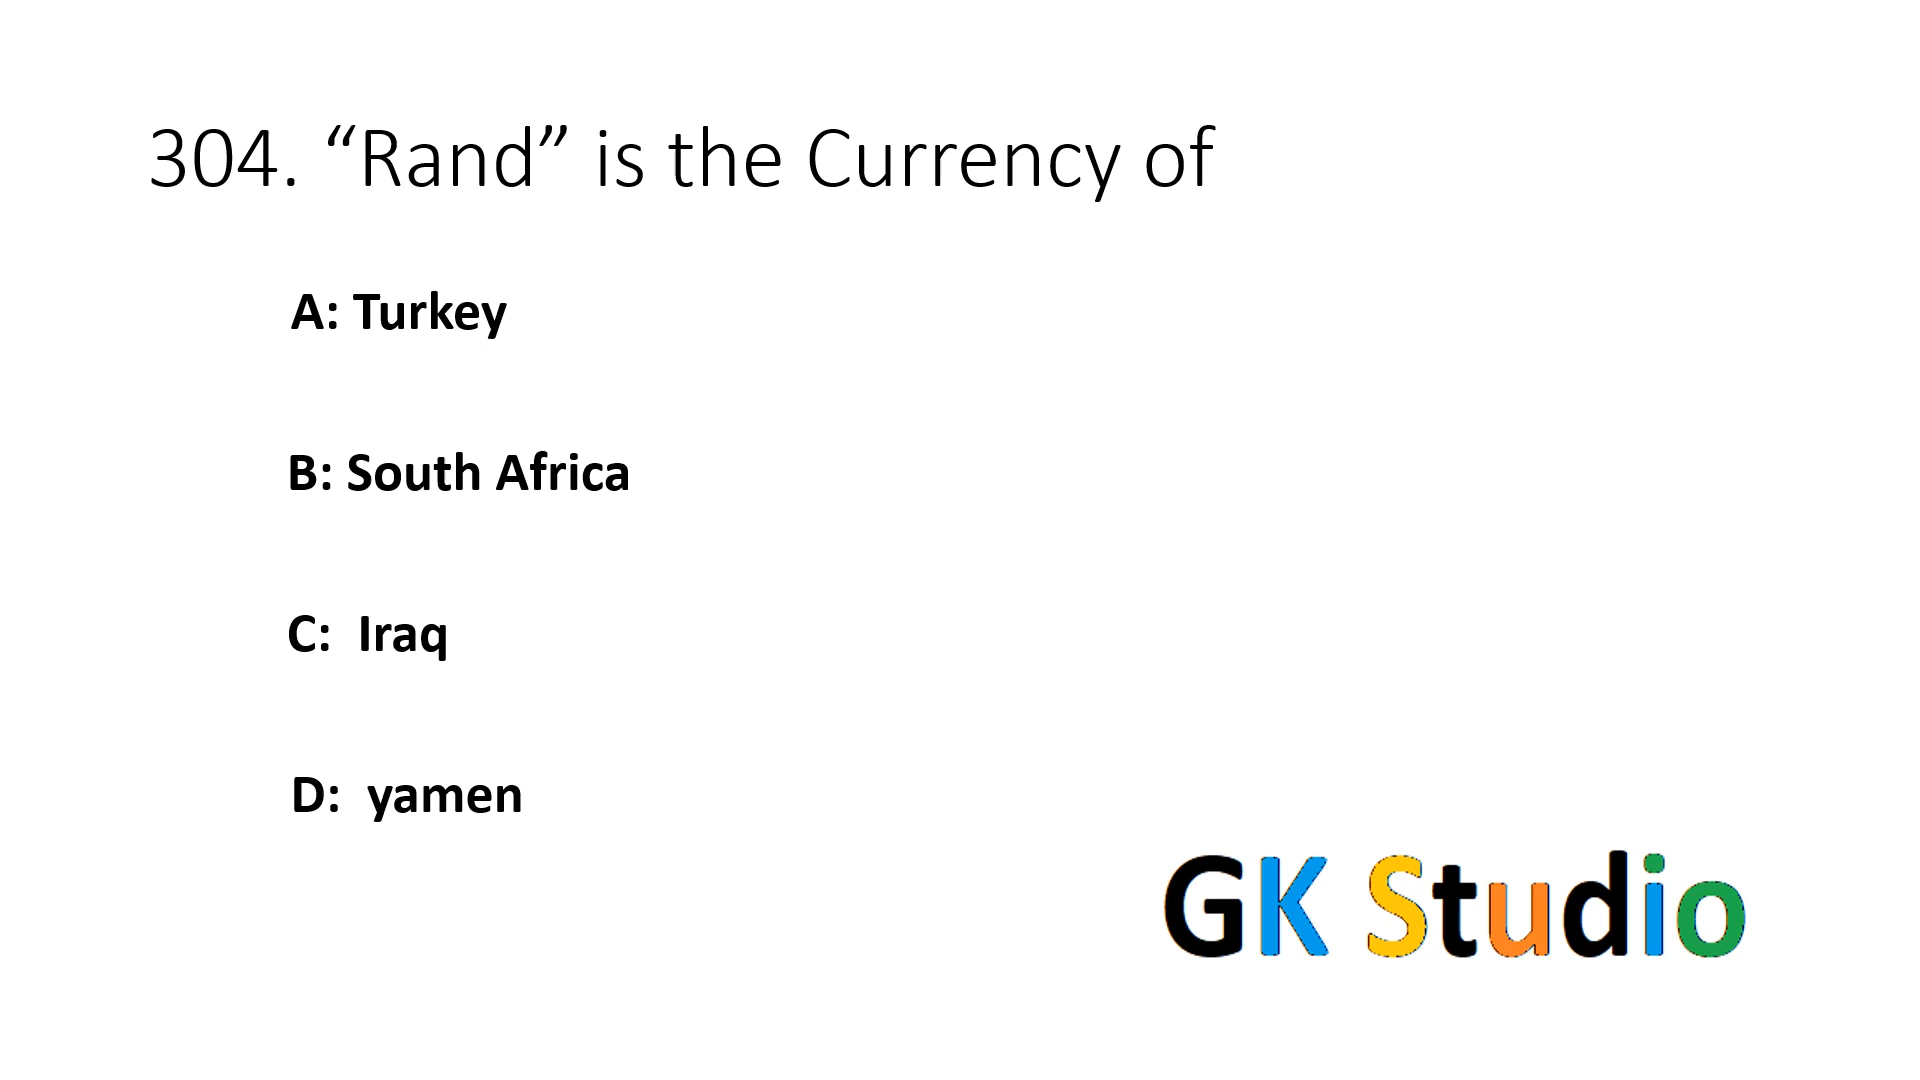 304. “Rand” is the Currency of
A: Turkey
B: South Africa
C: Iraq
D: yamen
GK Studio